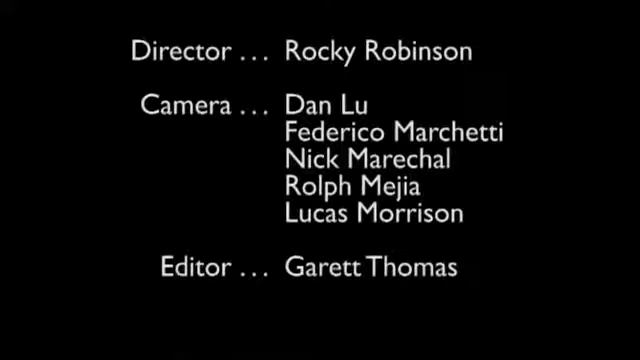 Director ... Rocky Robinson
Camera ... Dan Lu
Federico Marchetti
Nick Marechal
Rolph Mejia
Lucas Morrison
Editor ... Garett Thomas